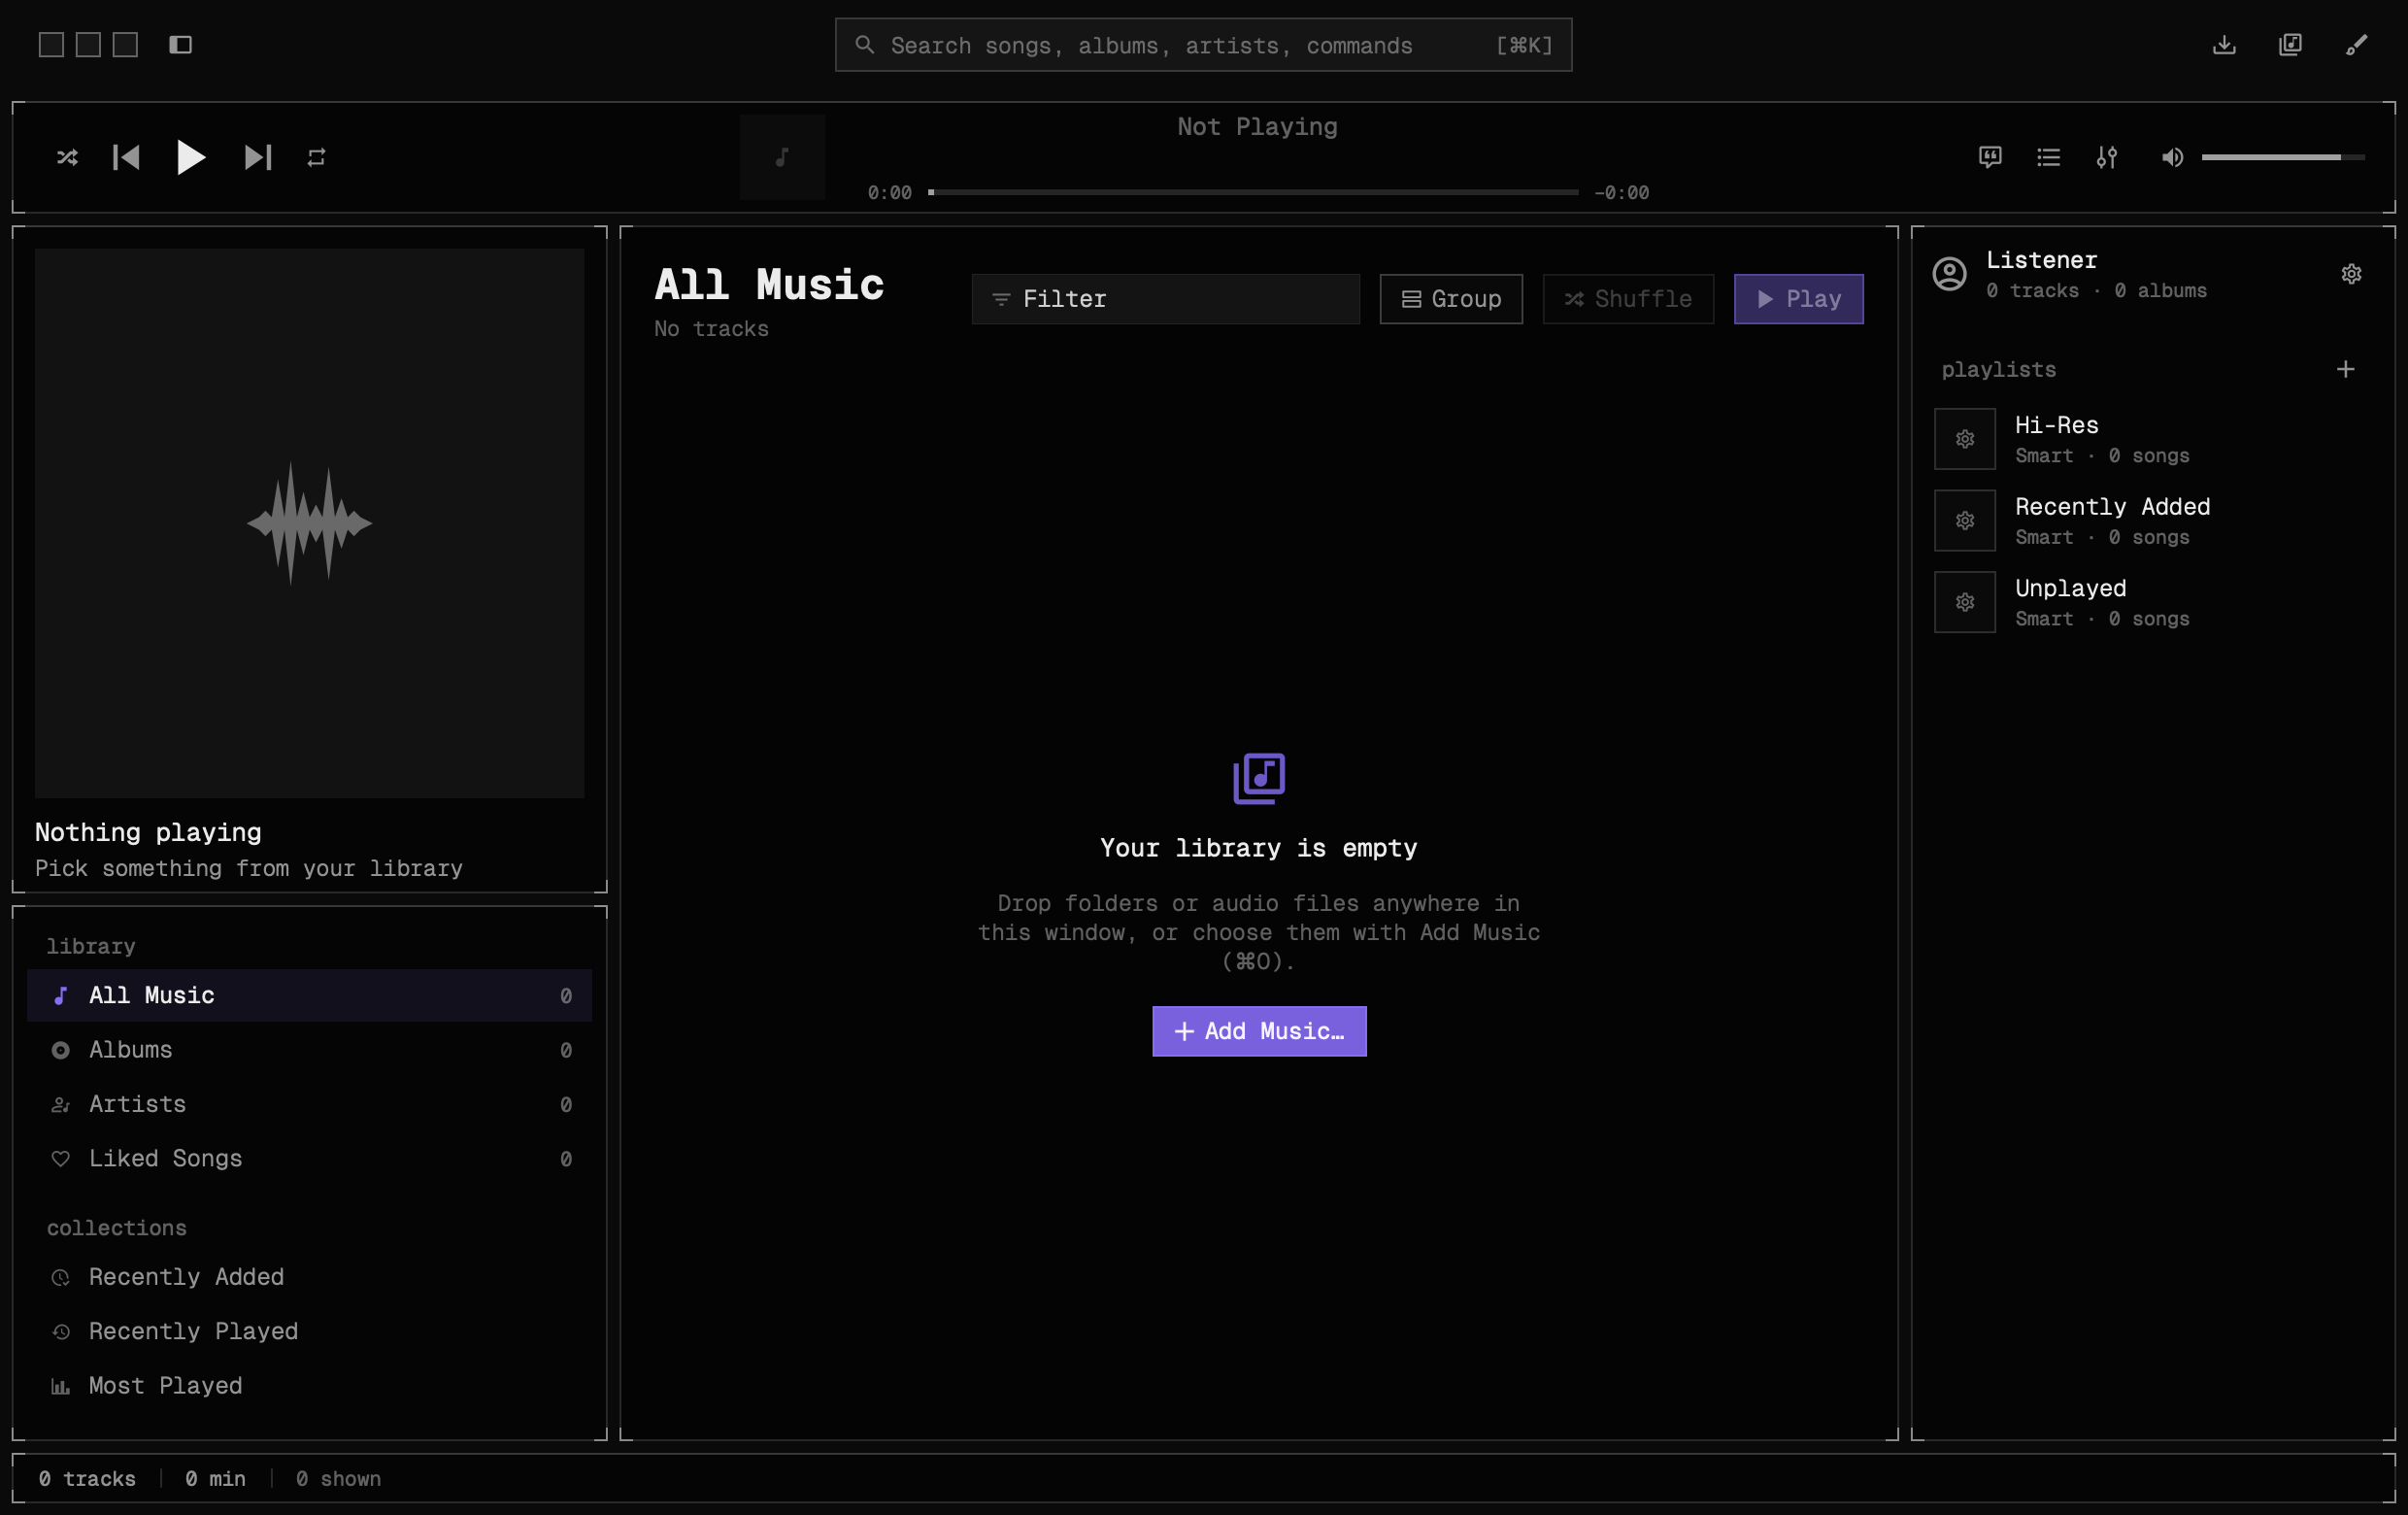 Search songs, albums, artists, commands [⌘K]
Not Playing
0:00 -0:00
Nothing playing
Pick something from your library
library
All Music 0
Albums 0
Artists 0
Liked Songs 0
collections
Recently Added
Recently Played
Most Played
All Music
No tracks
Filter Group Shuffle Play
Your library is empty
Drop folders or audio files anywhere in
this window, or choose them with Add Music
(⌘O).
Add Music…
Listener
0 tracks · 0 albums
playlists
Hi-Res
Smart · 0 songs
Recently Added
Smart · 0 songs
Unplayed
Smart · 0 songs
0 tracks 0 min 0 shown